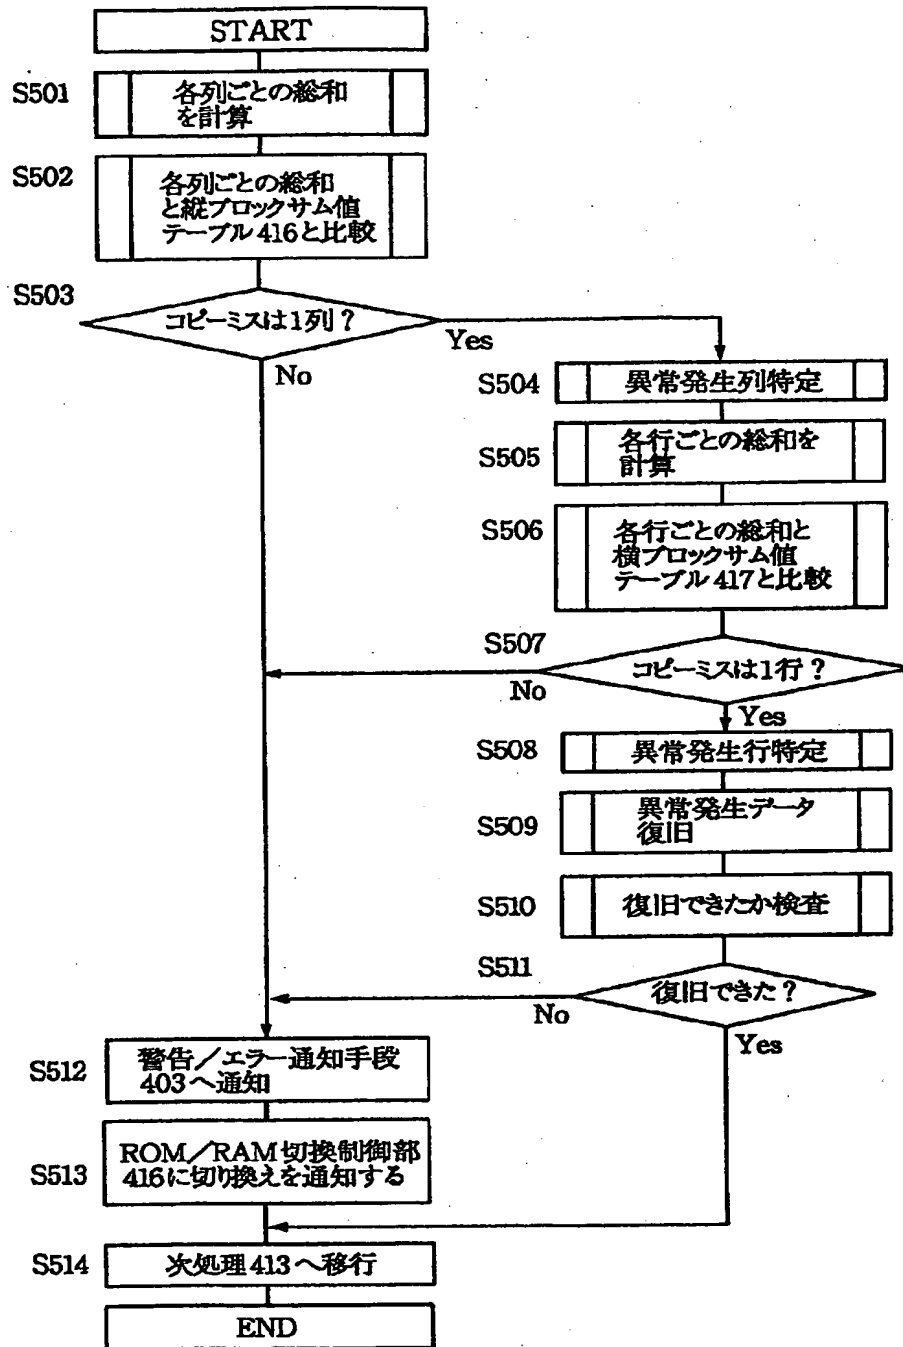 START
S501
各列ごとの総和
を計算
S502
各列ごとの総和
と縦ブロックサム値
テーブル416と比較
S503
コピーミスは1列？
Yes
No
S504
異常発生列特定
S505
各行ごとの総和を
計算
S506
各行ごとの総和と
横ブロックサム値
テーブル417と比較
S507
コピーミスは1行？
No
Yes
S508
異常発生行特定
S509
異常発生データ
復旧
S510
復旧できたか検査
S511
復旧できた？
No
Yes
S512
警告／エラー通知手段
403へ通知
S513
ROM／RAM切換制御部
416に切り換えを通知する
S514
次処理413へ移行
END